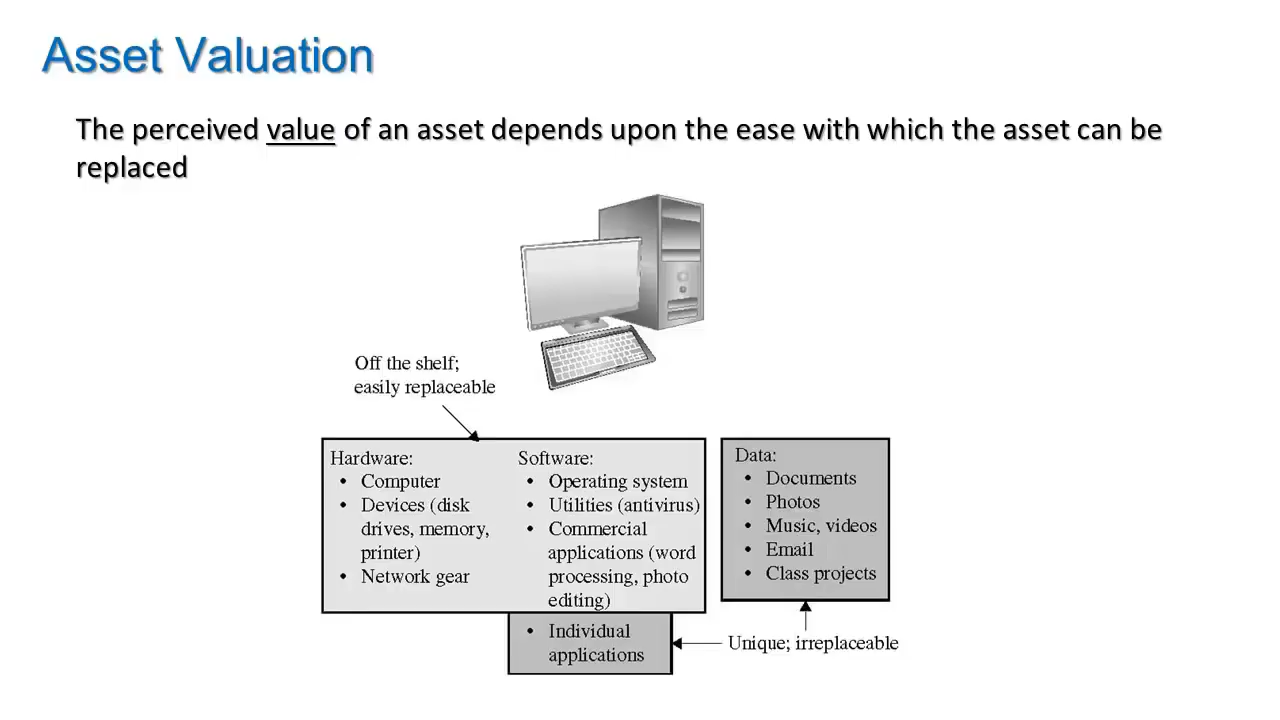 Asset Valuation
The perceived value of an asset depends upon the ease with which the asset can be
replaced
Off the shelf;
easily replaceable
Hardware:
• Computer
• Devices (disk
drives, memory,
printer)
• Network gear
Software:
• Operating system
• Utilities (antivirus)
• Commercial
applications (word
processing, photo
editing)
• Individual
applications
Data:
• Documents
• Photos
• Music, videos
• Email
• Class projects
Unique; irreplaceable